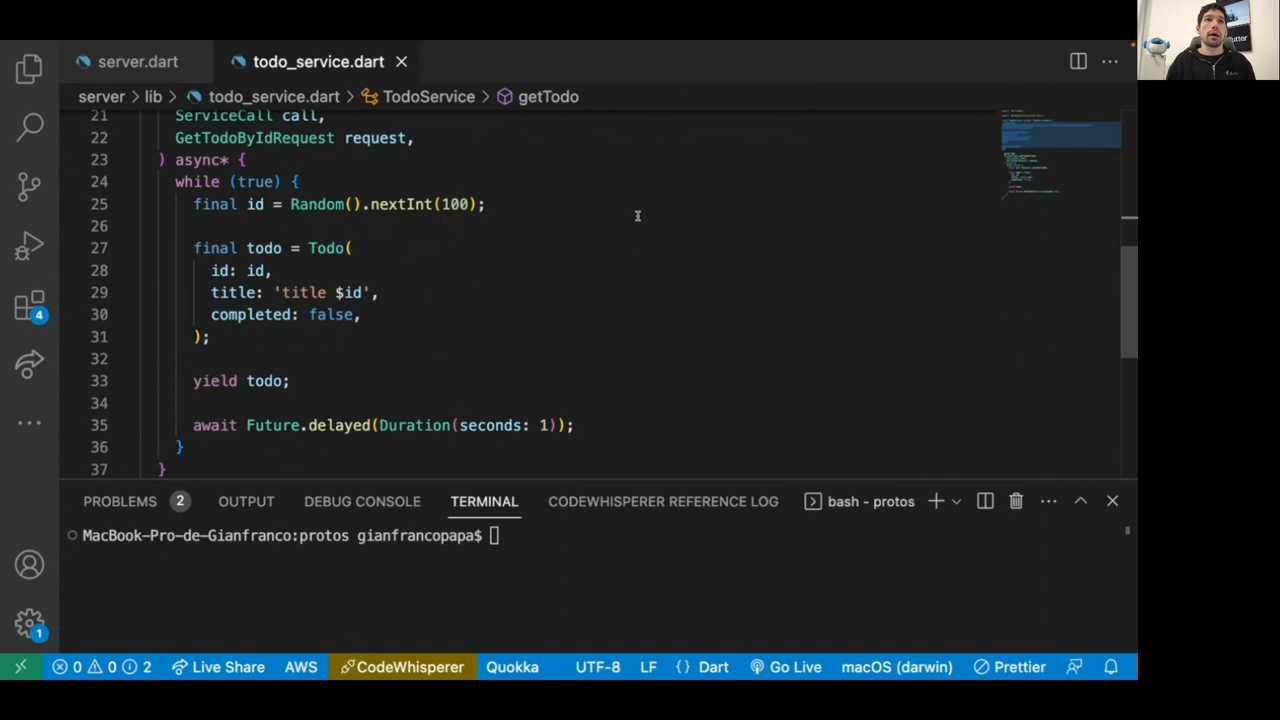 utter
server.dart
todo_service.dart
server > lib > todo_service.dart > TodoService > getTodo
21 ServiceCall call,
22 GetTodoByIdRequest request,
23 ) async* {
24 while (true) {
25 final id = Random().nextInt(100);
26
27 final todo = Todo(
28 id: id,
29 title: 'title $id',
30 completed: false,
31 );
32
33 yield todo;
34
35 await Future.delayed(Duration(seconds: 1));
36 }
37 }
PROBLEMS 2 OUTPUT DEBUG CONSOLE TERMINAL CODEWHISPERER REFERENCE LOG bash - protos
MacBook-Pro-de-Gianfranco:protos gianfrancopapa$
4
1
0 0 2 Live Share AWS CodeWhisperer Quokka UTF-8 LF {} Dart Go Live macOS (darwin) Prettier